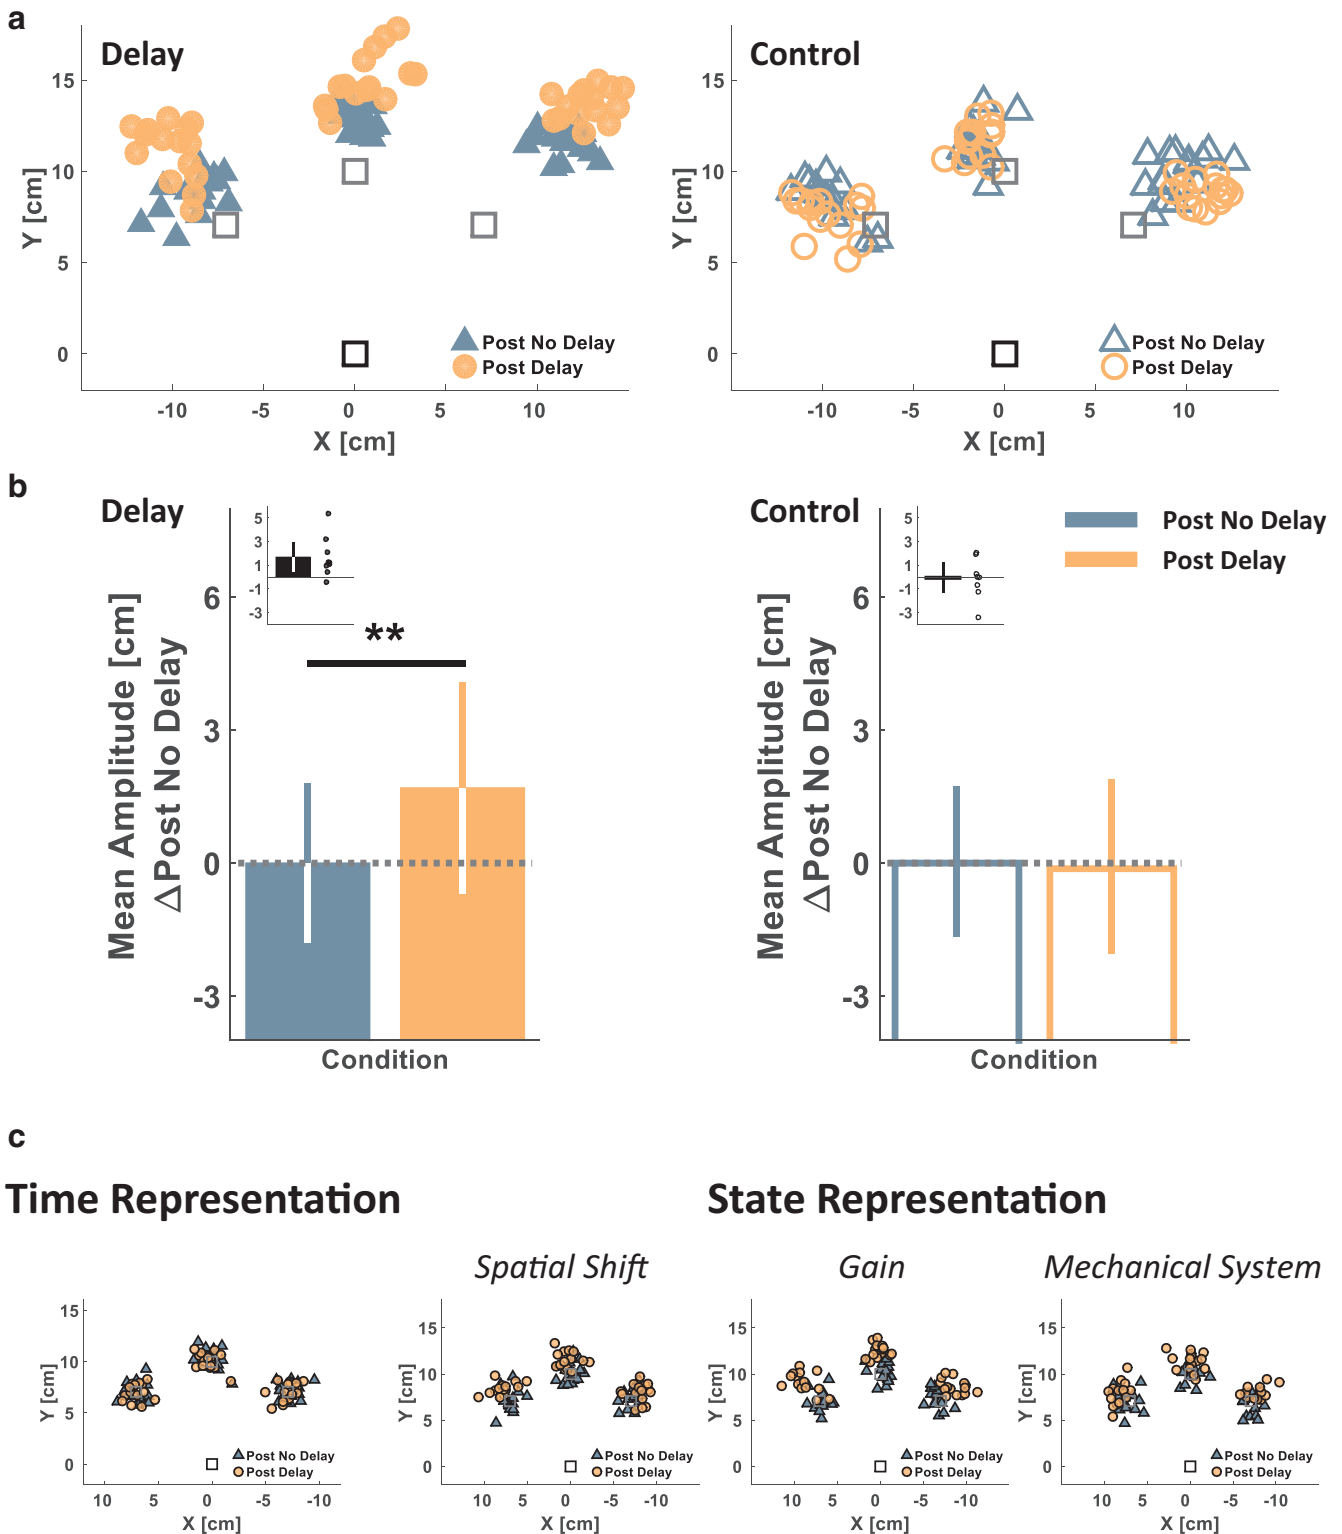 a
Delay
Y [cm]
15
10
5
0
-10
-5
0
5
10
X [cm]
Post No Delay
Post Delay
Control
Y [cm]
15
10
5
0
-10
-5
0
5
10
X [cm]
Post No Delay
Post Delay
b
Delay
Mean Amplitude [cm]
△Post No Delay
6
3
0
-3
5
3
1
-1
-3
**
Condition
Control
Mean Amplitude [cm]
△Post No Delay
6
3
0
-3
5
3
1
-1
-3
Condition
Post No Delay
Post Delay
c
Time Representation
State Representation
Spatial Shift
Gain
Mechanical System
Y [cm]
15
10
5
0
10
5
0
-5
-10
X [cm]
Post No Delay
Post Delay
Y [cm]
15
10
5
0
10
5
0
-5
-10
X [cm]
Post No Delay
Post Delay
Y [cm]
15
10
5
0
10
5
0
-5
-10
X [cm]
Post No Delay
Post Delay
Y [cm]
15
10
5
0
10
5
0
-5
-10
X [cm]
Post No Delay
Post Delay